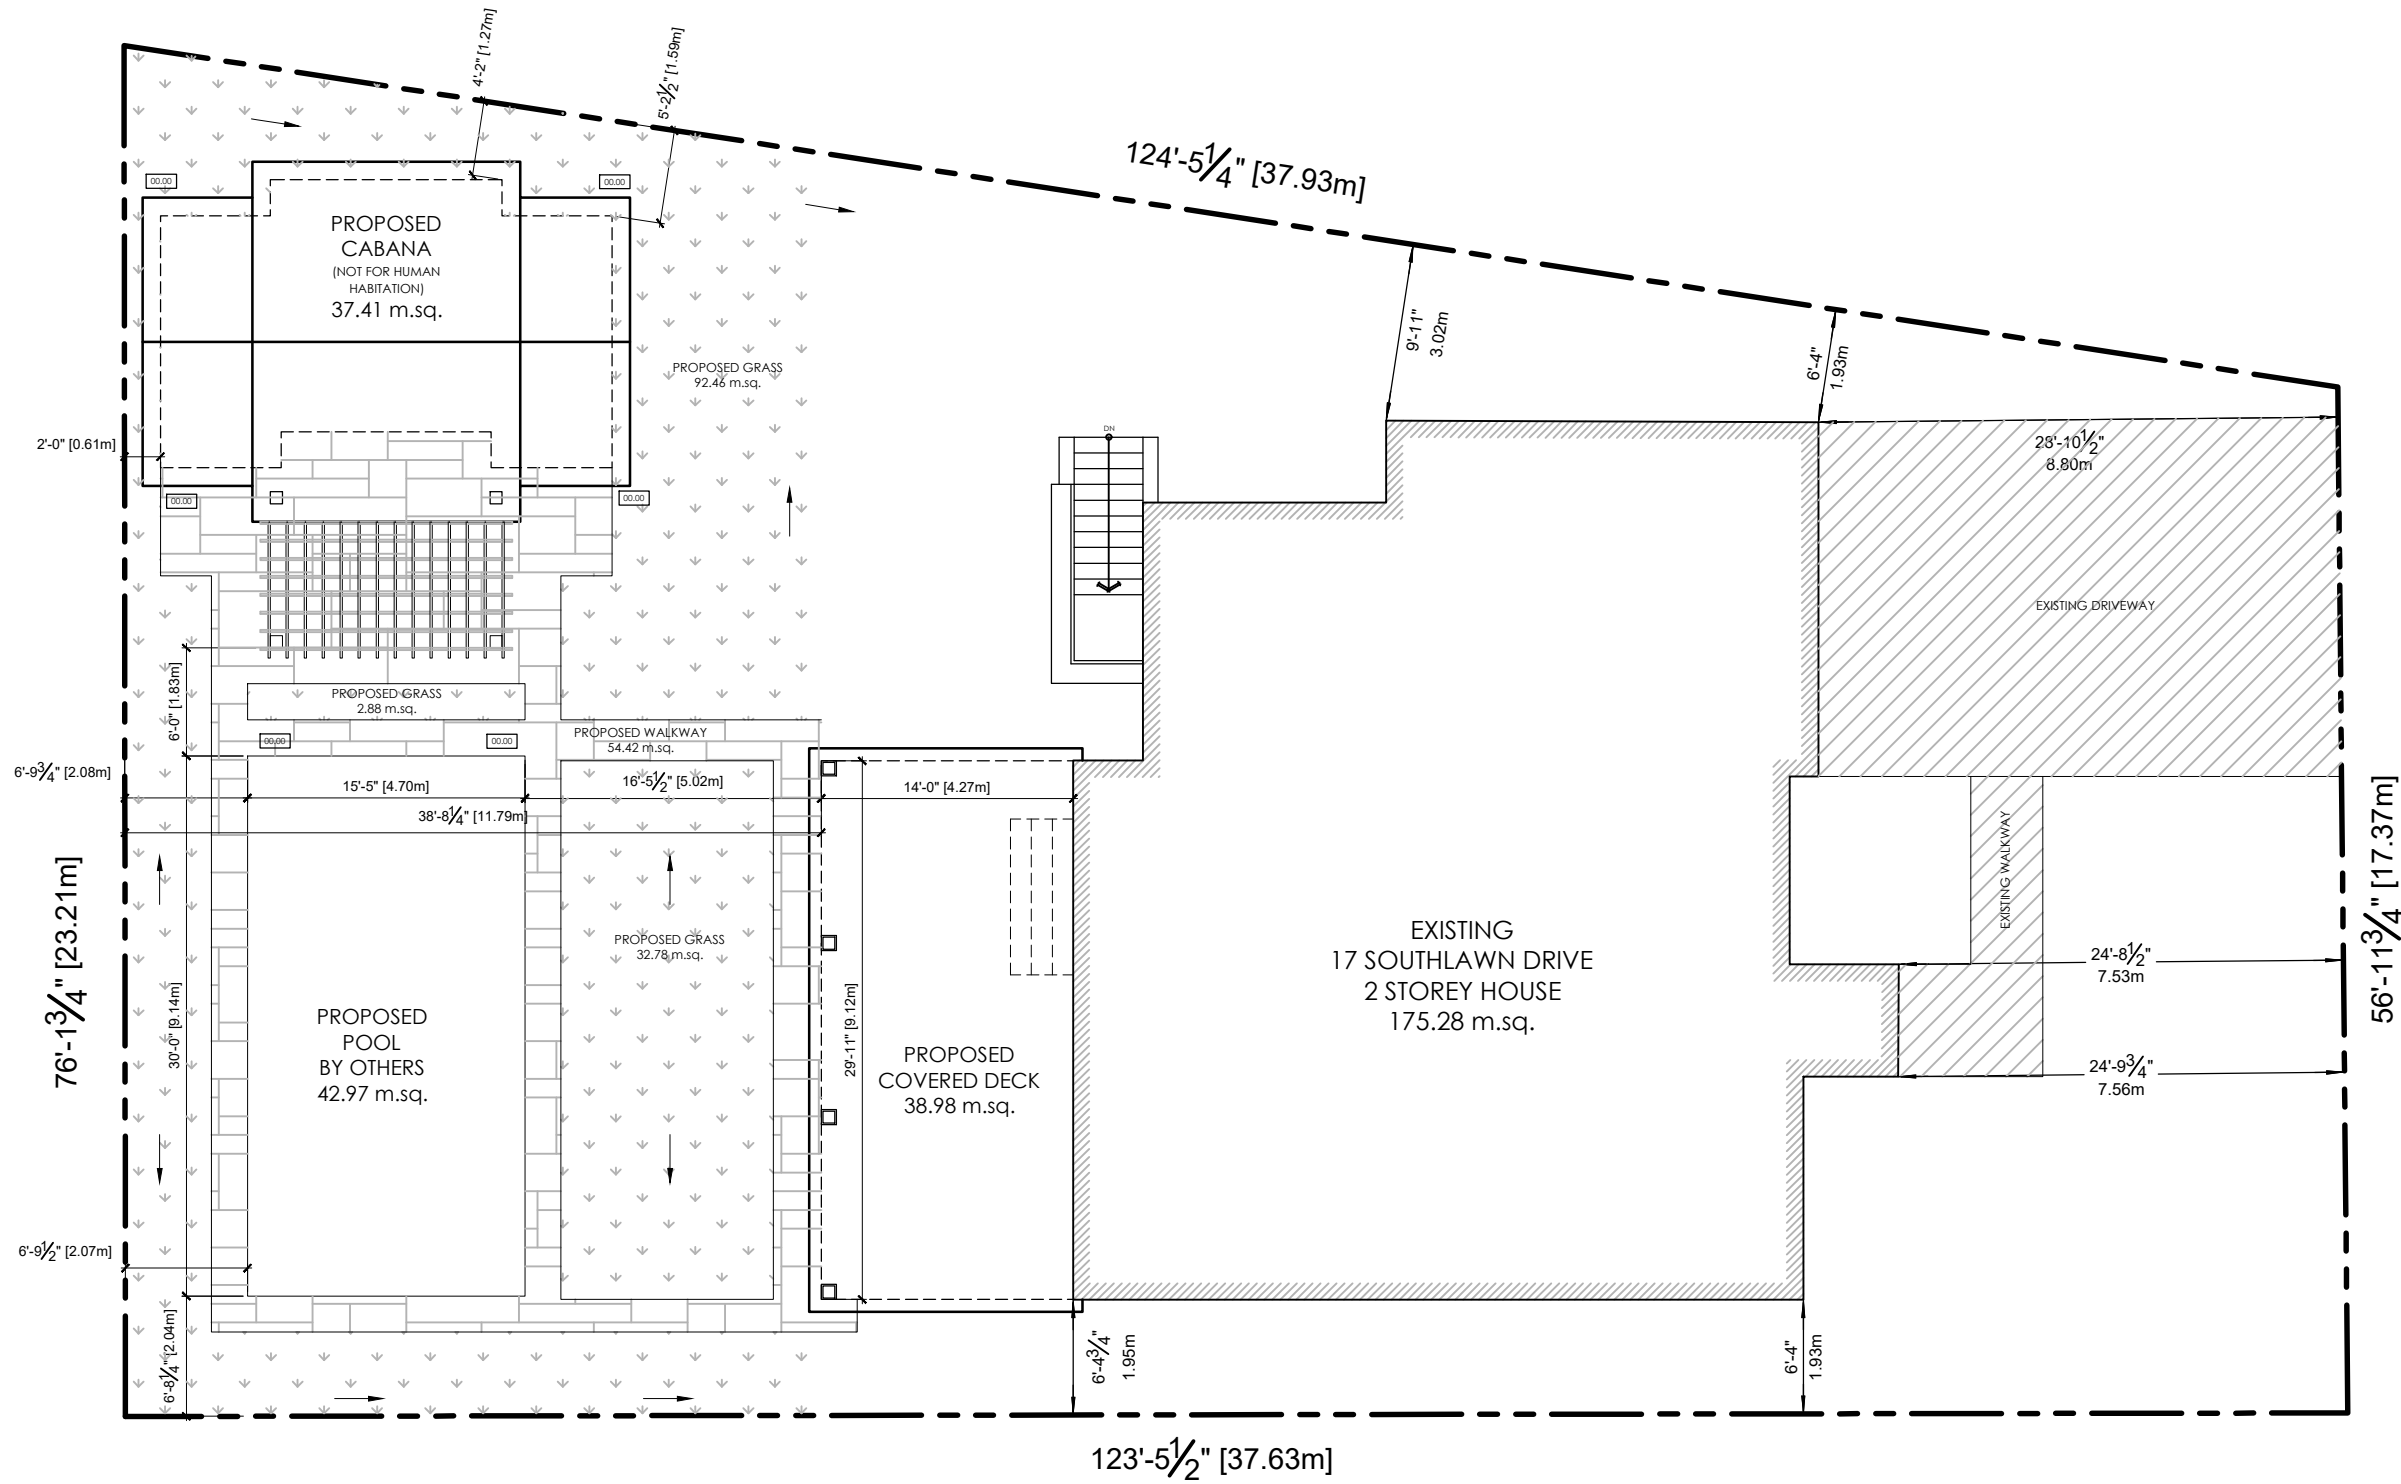 4'-2" [1.27m]
5'-2½" [1.59m]
124'-5¼" [37.93m]
00.00
00.00
PROPOSED
CABANA
(NOT FOR HUMAN
HABITATION)
37.41 m.sq.
9'-11"
3.02m
6'-4"
1.93m
PROPOSED GRASS
92.46 m.sq.
2'-0" [0.61m]
DN
28'-10½"
8.80m
00.00
00.00
EXISTING DRIVEWAY
6'-0" [1.83m]
PROPOSED GRASS
2.88 m.sq.
00.00
00.00
PROPOSED WALKWAY
54.42 m.sq.
6'-9¾" [2.08m]
15'-5" [4.70m]
16'-5½" [5.02m]
14'-0" [4.27m]
38'-8¼" [11.79m]
76'-1¾" [23.21m]
56'-11¾" [17.37m]
EXISTING WALKWAY
30'-0" [9.14m]
PROPOSED GRASS
32.78 m.sq.
29'-11" [9.12m]
EXISTING
17 SOUTHLAWN DRIVE
2 STOREY HOUSE
175.28 m.sq.
24'-8½"
7.53m
PROPOSED
POOL
BY OTHERS
42.97 m.sq.
PROPOSED
COVERED DECK
38.98 m.sq.
24'-9¾"
7.56m
6'-9½" [2.07m]
6'-8¼" [2.04m]
6'-4¾"
1.95m
6'-4"
1.93m
123'-5½" [37.63m]